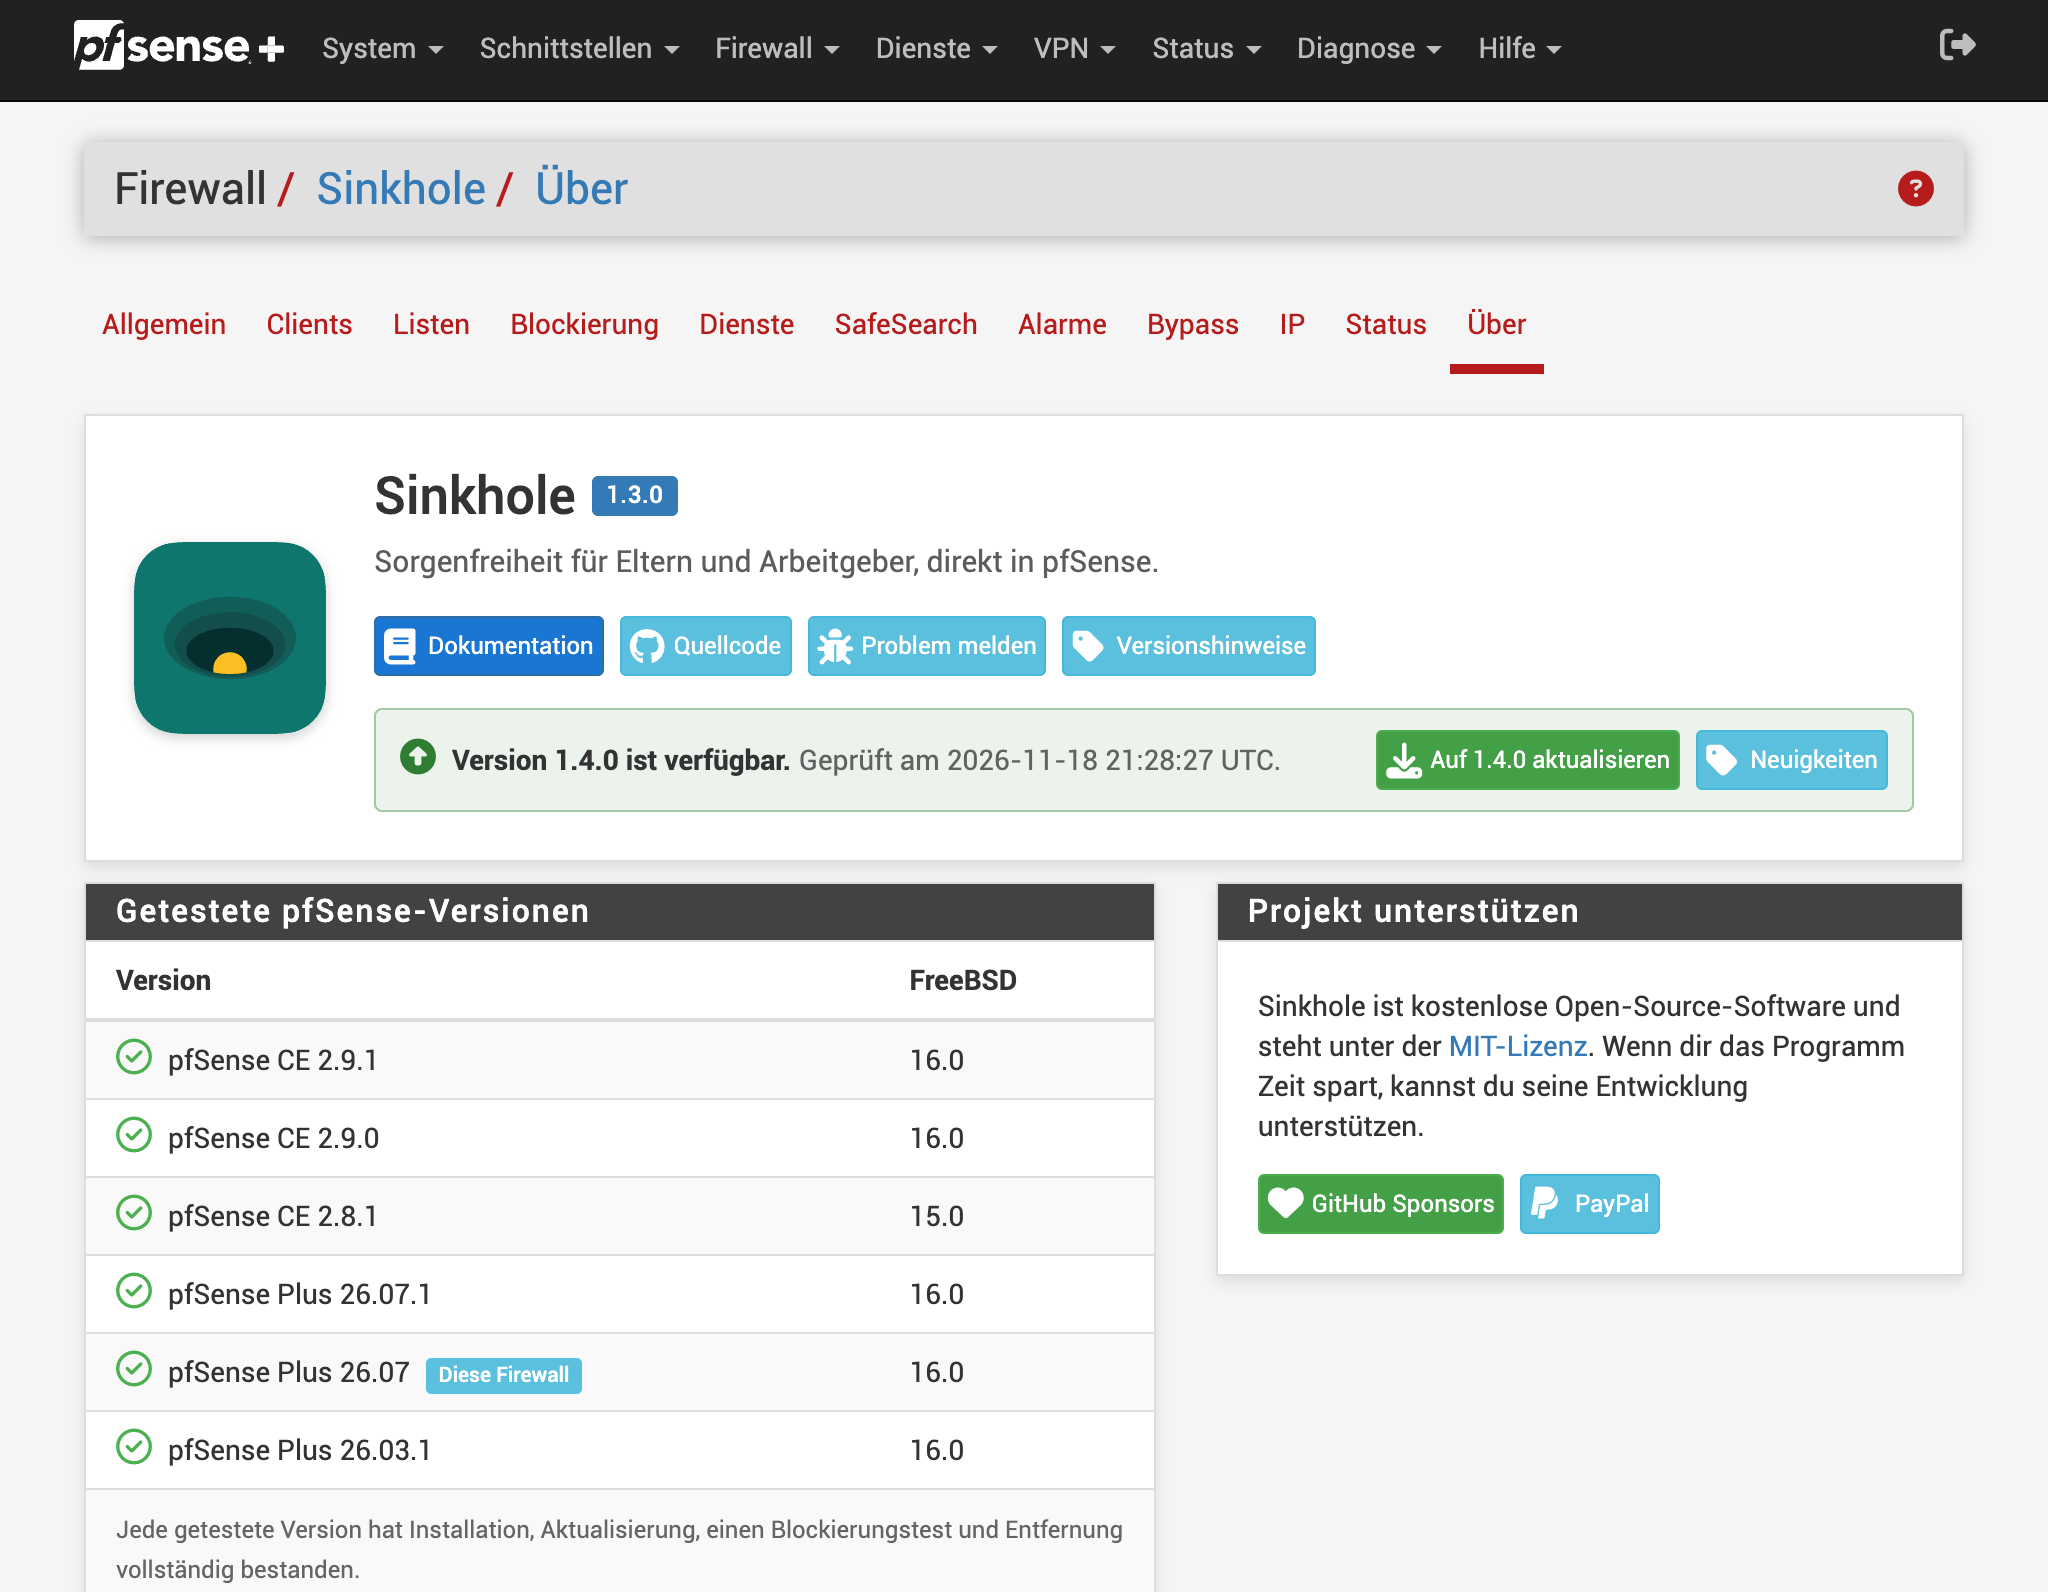 pfsense+ System Schnittstellen Firewall Dienste VPN Status Diagnose Hilfe
Firewall / Sinkhole / Über
?
Allgemein Clients Listen Blockierung Dienste SafeSearch Alarme Bypass IP Status Über
Sinkhole 1.3.0
Sorgenfreiheit für Eltern und Arbeitgeber, direkt in pfSense.
Dokumentation Quellcode Problem melden Versionshinweise
Version 1.4.0 ist verfügbar. Geprüft am 2026-11-18 21:28:27 UTC. Auf 1.4.0 aktualisieren Neuigkeiten
Getestete pfSense-Versionen
Version FreeBSD
pfSense CE 2.9.1 16.0
pfSense CE 2.9.0 16.0
pfSense CE 2.8.1 15.0
pfSense Plus 26.07.1 16.0
pfSense Plus 26.07 Diese Firewall 16.0
pfSense Plus 26.03.1 16.0
Jede getestete Version hat Installation, Aktualisierung, einen Blockierungstest und Entfernung
vollständig bestanden.
Projekt unterstützen
Sinkhole ist kostenlose Open-Source-Software und
steht unter der MIT-Lizenz. Wenn dir das Programm
Zeit spart, kannst du seine Entwicklung
unterstützen.
GitHub Sponsors PayPal